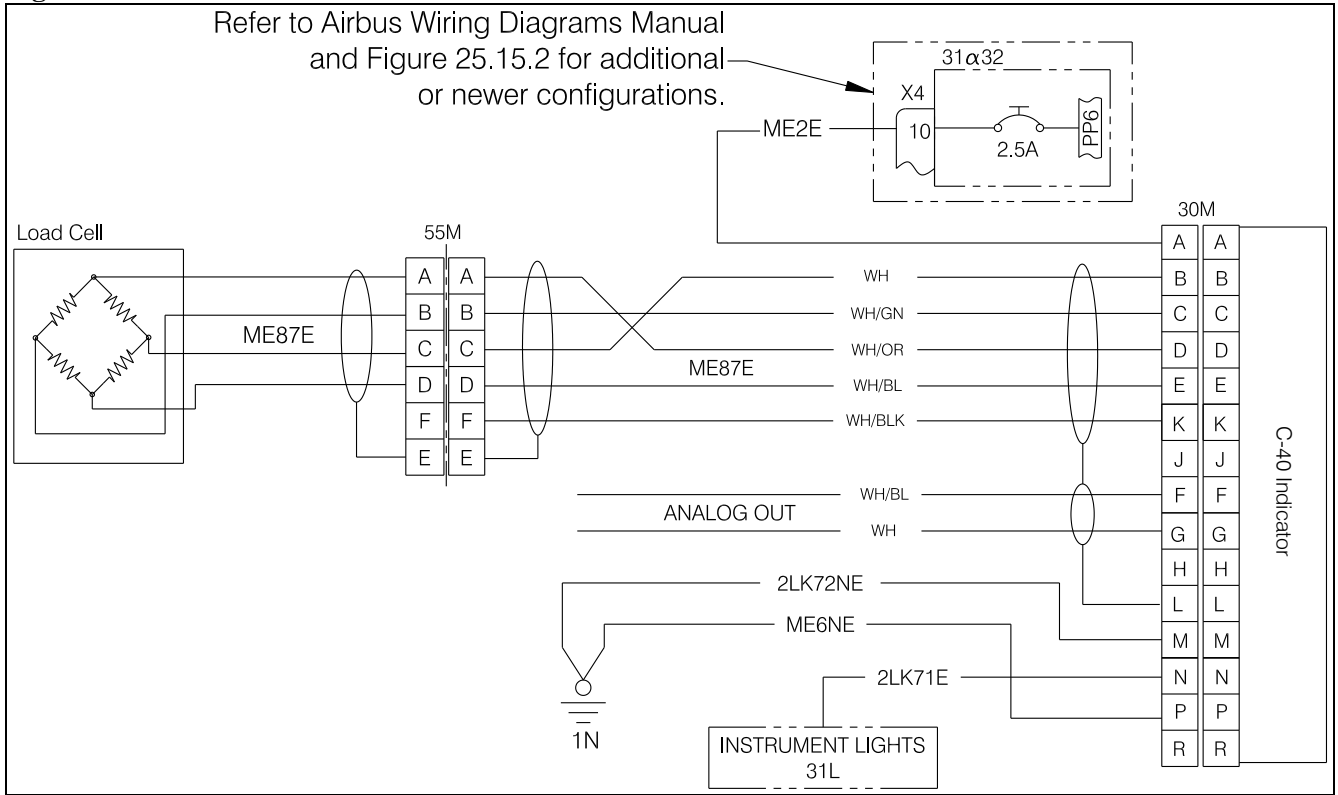 Refer to Airbus Wiring Diagrams Manual
and Figure 25.15.2 for additional
or newer configurations.
31α32
X4
10
2.5A
PP6
ME2E
30M
Load Cell
55M
A A
B B
C C
D D
F F
E E
ME87E
ME87E
WH
WH/GN
WH/OR
WH/BL
WH/BLK
WH/BL
ANALOG OUT
WH
2LK72NE
ME6NE
2LK71E
1N
INSTRUMENT LIGHTS
31L
A A
B B
C C
D D
E E
K K
J J
F F
G G
H H
L L
M M
N N
P P
R R
C-40 Indicator